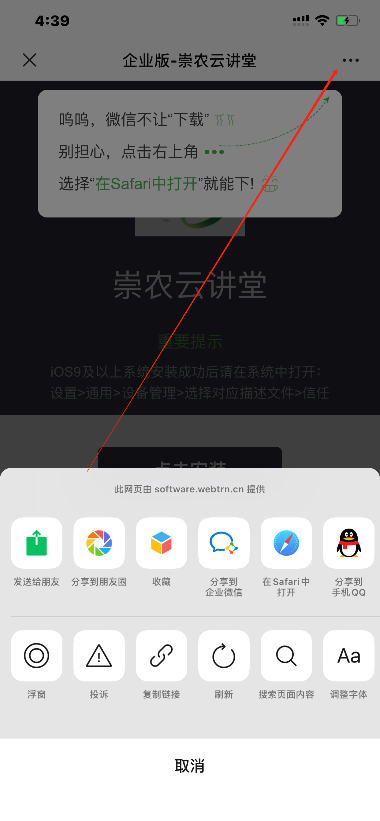 4:39
企业版-崇农云讲堂
呜呜，微信不让“下载”
别担心，点击右上角
选择“在Safari中打开”就能下!
崇农云讲堂
重要提示
iOS9及以上系统安装成功后请在系统中打开：
设置>通用>设备管理>选择对应描述文件>信任
点击安装
此网页由 software.webtrn.cn 提供
发送给朋友
分享到朋友圈
收藏
分享到
企业微信
在Safari中
打开
分享到
手机QQ
Aa
浮窗
投诉
复制链接
刷新
搜索页面内容
调整字体
取消